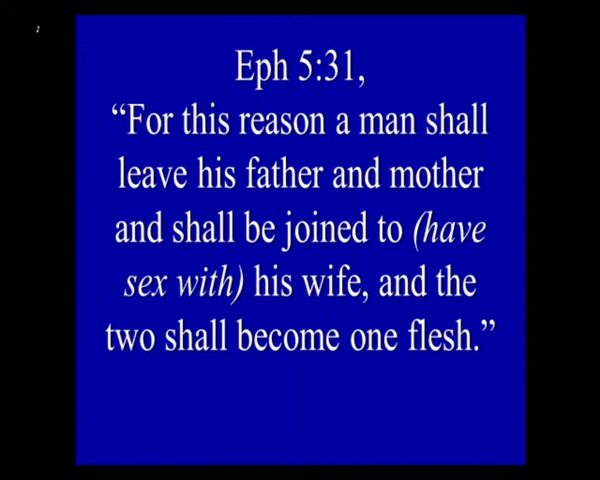 Eph 5:31,
“For this reason a man shall
leave his father and mother
and shall be joined to (have
sex with) his wife, and the
two shall become one flesh.”